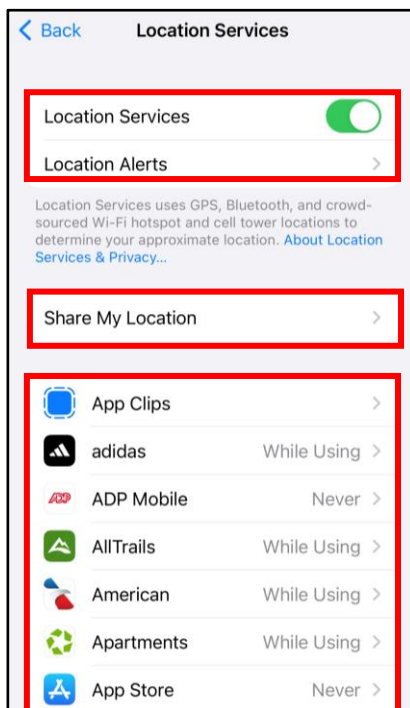 Back Location Services
Location Services
Location Alerts
Location Services uses GPS, Bluetooth, and crowd-
sourced Wi-Fi hotspot and cell tower locations to
determine your approximate location. About Location
Services & Privacy...
Share My Location
App Clips
adidas While Using
ADP ADP Mobile Never
AllTrails While Using
American While Using
Apartments While Using
App Store Never